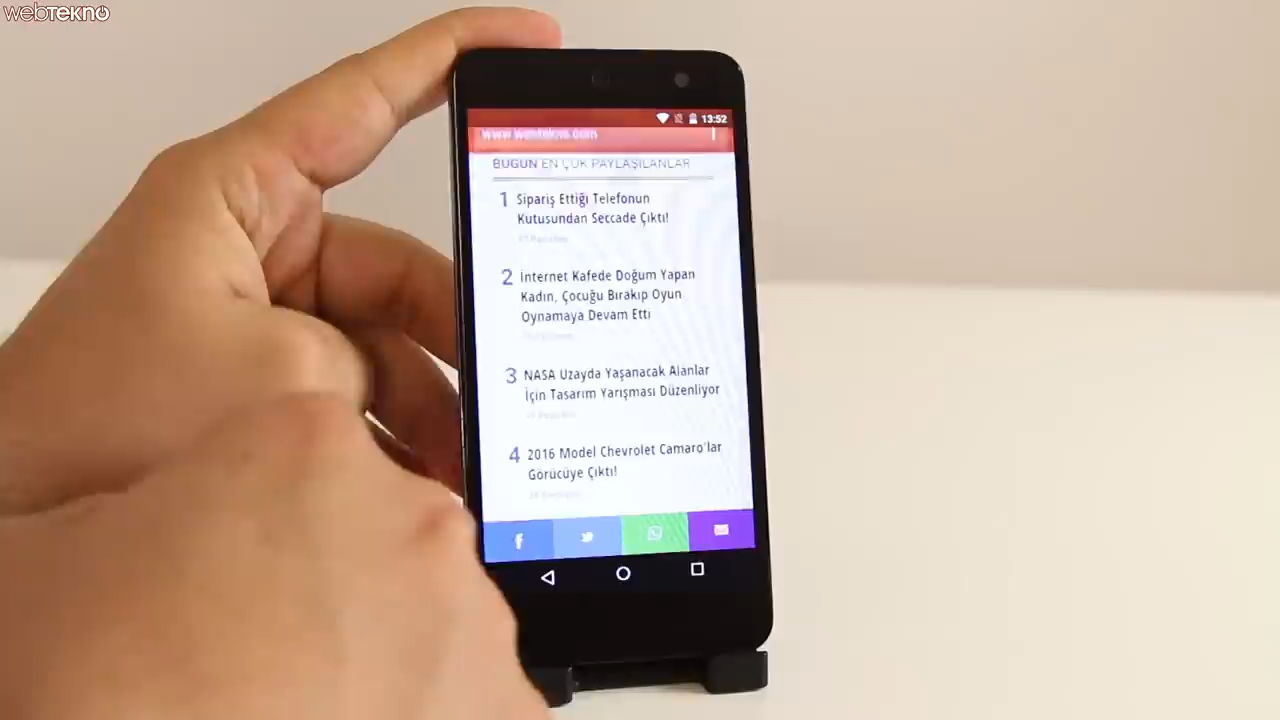 webTEKNO
13:52
www.webtekno.com
BUGÜN EN ÇOK PAYLAŞILANLAR
1 Sipariş Ettiği Telefonun
Kutusundan Seccade Çıktı!
2 İnternet Kafede Doğum Yapan
Kadın, Çocuğu Bırakıp Oyun
Oynamaya Devam Etti
3 NASA Uzayda Yaşanacak Alanlar
İçin Tasarım Yarışması Düzenliyor
4 2016 Model Chevrolet Camaro'lar
Görücüye Çıktı!